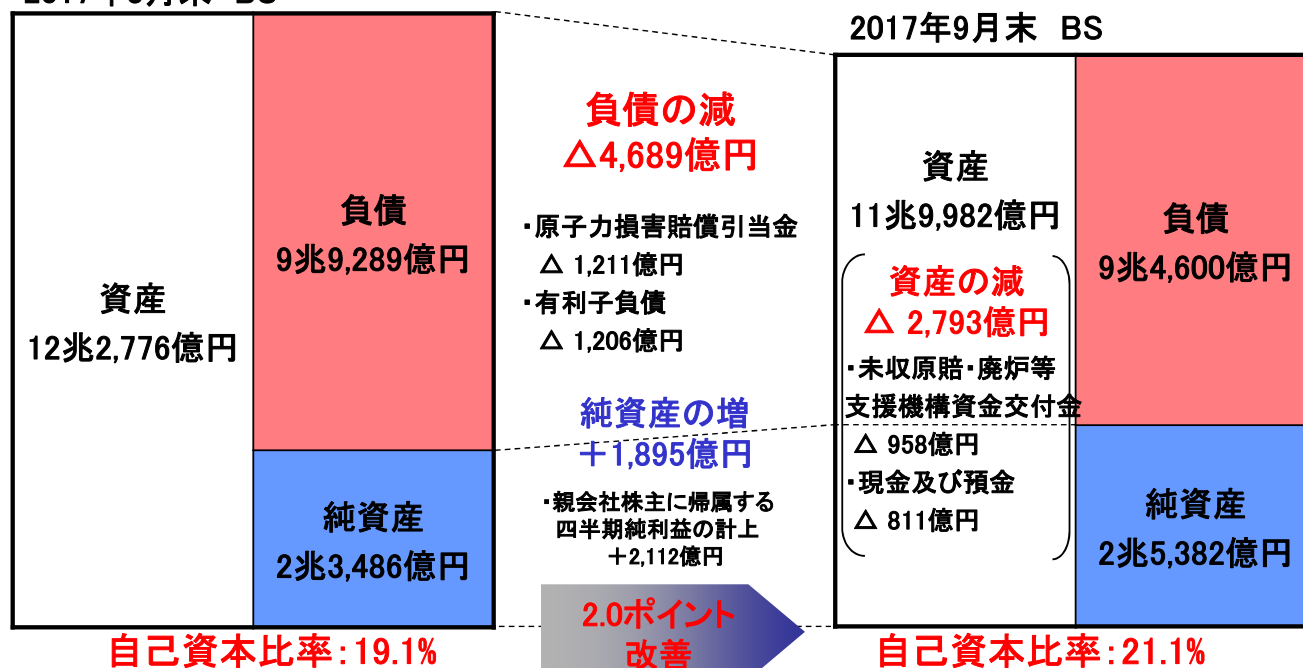 2017年9月末 BS
資産
12兆2,776億円
負債
9兆9,289億円
純資産
2兆3,486億円
自己資本比率：19.1%
負債の減
△4,689億円
・原子力損害賠償引当金
△ 1,211億円
・有利子負債
△ 1,206億円
純資産の増
＋1,895億円
・親会社株主に帰属する
四半期純利益の計上
＋2,112億円
2.0ポイント
改善
資産
11兆9,982億円
資産の減
△ 2,793億円
・未収原賠・廃炉等
支援機構資金交付金
△ 958億円
・現金及び預金
△ 811億円
負債
9兆4,600億円
純資産
2兆5,382億円
自己資本比率：21.1%